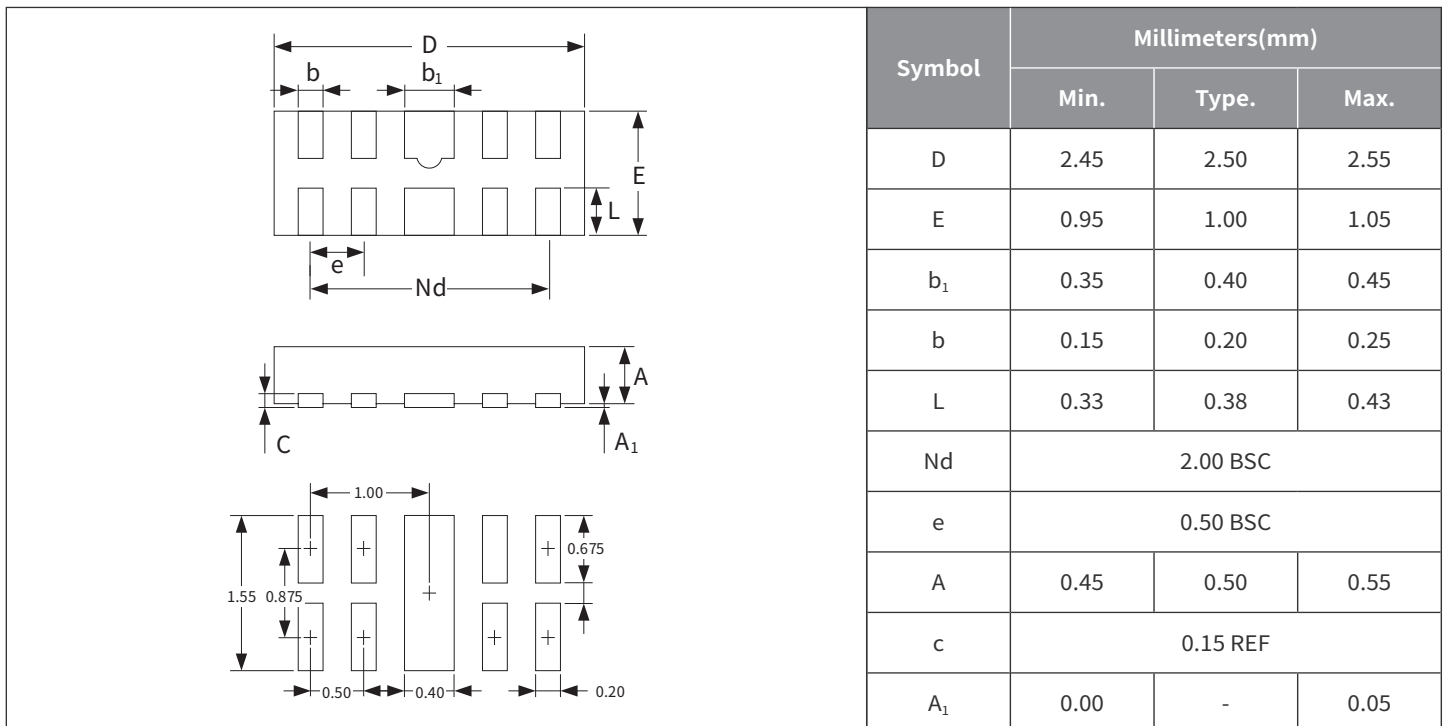 D
b b₁
E
L
e
Nd
A
C A₁
1.00
0.675
1.55 0.875
0.50 0.40 0.20
Symbol Millimeters(mm)
Min. Type. Max.
D 2.45 2.50 2.55
E 0.95 1.00 1.05
b₁ 0.35 0.40 0.45
b 0.15 0.20 0.25
L 0.33 0.38 0.43
Nd 2.00 BSC
e 0.50 BSC
A 0.45 0.50 0.55
c 0.15 REF
A₁ 0.00 - 0.05